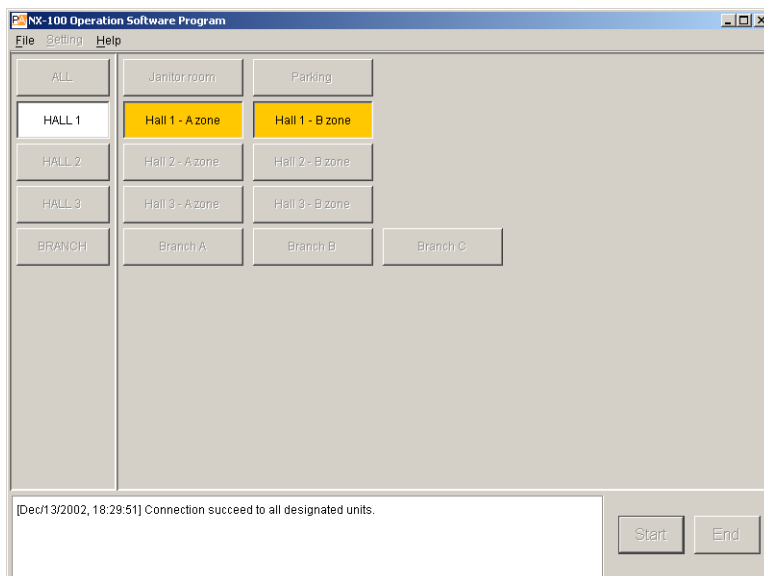 NX-100 Operation Software Program
File Setting Help
ALL Janitor room Parking
HALL 1 Hall 1 - A zone Hall 1 - B zone
HALL 2 Hall 2 - A zone Hall 2 - B zone
HALL 3 Hall 3 - A zone Hall 3 - B zone
BRANCH Branch A Branch B Branch C
[Dec/13/2002, 18:29:51] Connection succeed to all designated units.
Start End